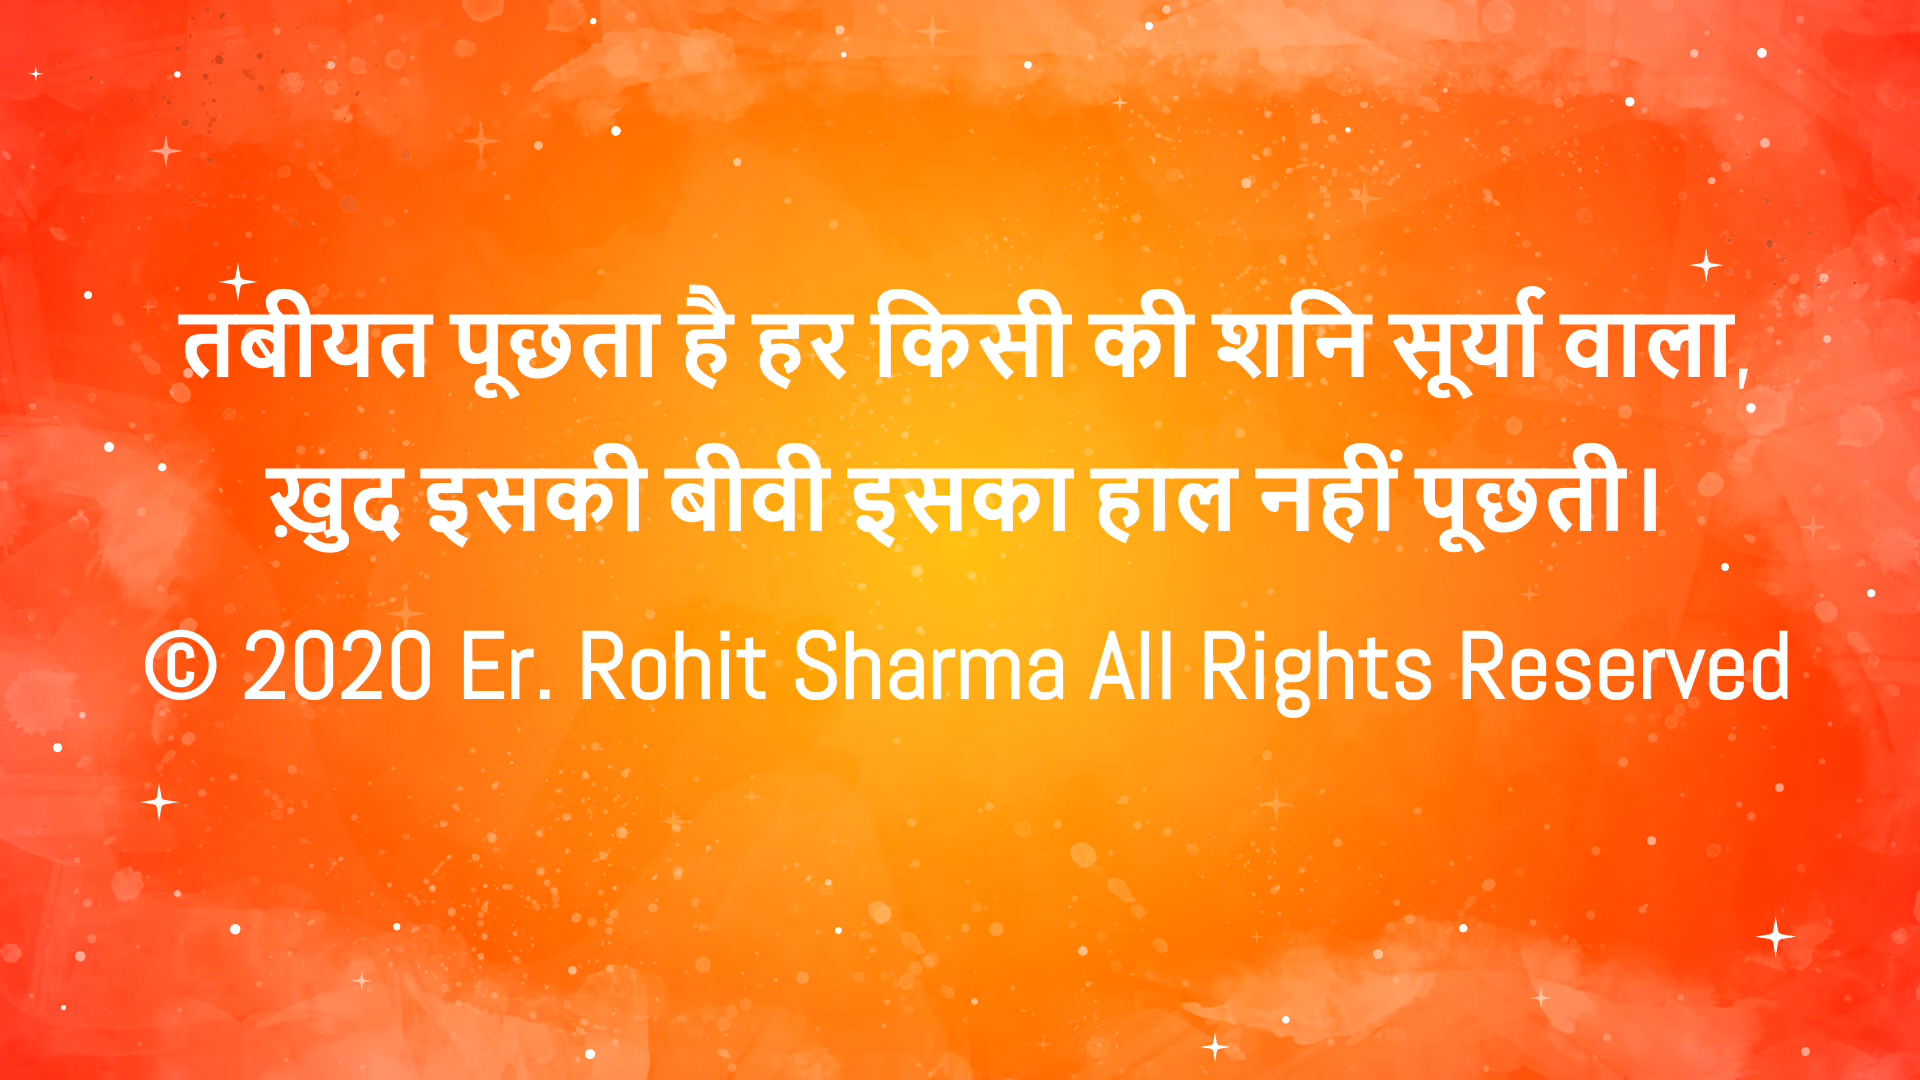 तबीयत पूछता है हर किसी की शनि सूर्या वाला,
ख़ुद इसकी बीवी इसका हाल नहीं पूछती।
© 2020 Er. Rohit Sharma All Rights Reserved